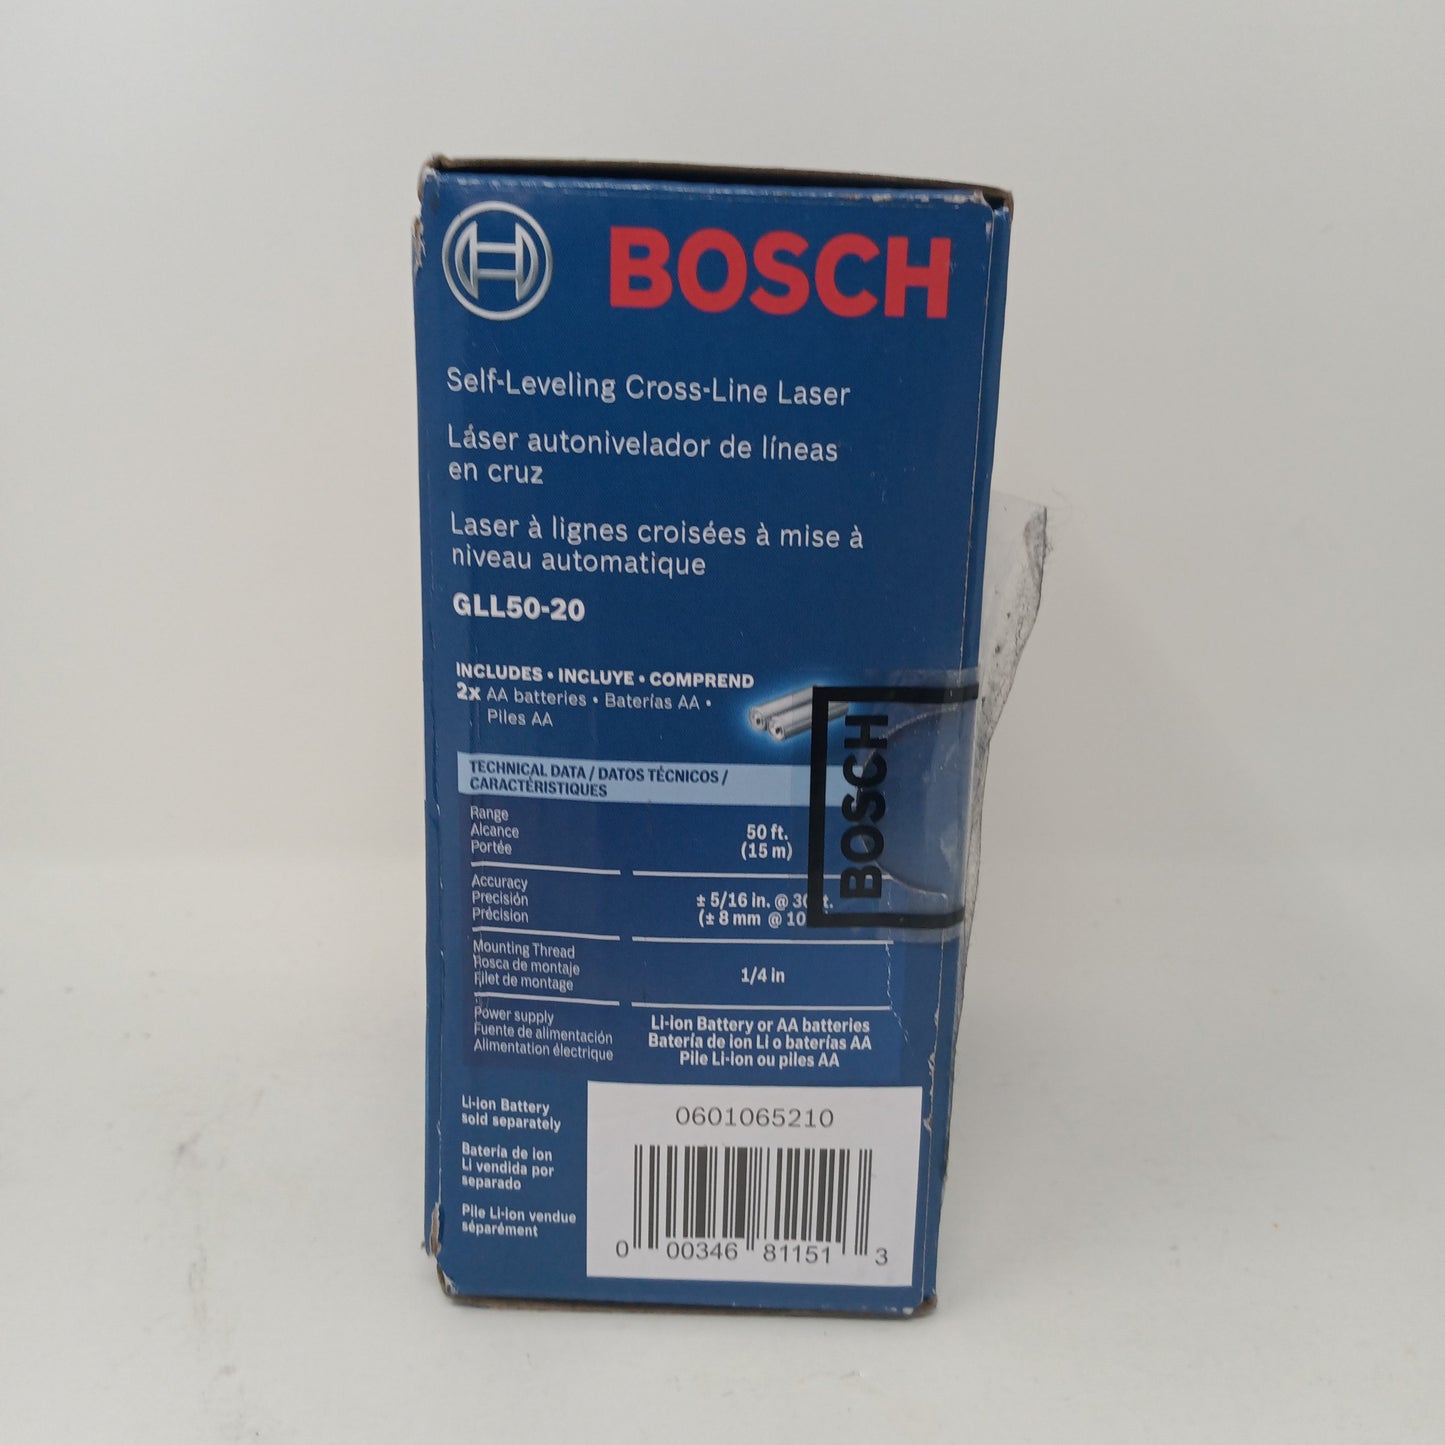 BOSCH
Self-Leveling Cross-Line Laser
Láser autonivelador de líneas
en cruz
Laser à lignes croisées à mise à
niveau automatique
GLL50-20
INCLUDES • INCLUYE • COMPREND
2x AA batteries • Baterías AA •
Piles AA
BOSCH
TECHNICAL DATA / DATOS TÉCNICOS /
CARACTÉRISTIQUES
Range
Alcance
Portée
50 ft.
(15 m)
Accuracy
Precisión
Précision
± 5/16 in. @
(± 8 mm @ 10
Mounting Thread
Rosca de montaje
Filet de montage
1/4 in
Power supply
Fuente de alimentación
Alimentation électrique
Li-ion Battery or AA batteries
Batería de ion Li o baterías AA
Pile Li-ion ou piles AA
Li-ion Battery
sold separately
Batería de ion
Li vendida por
separado
Pile Li-ion vendue
séparément
0601065210
0 00346 81151 3